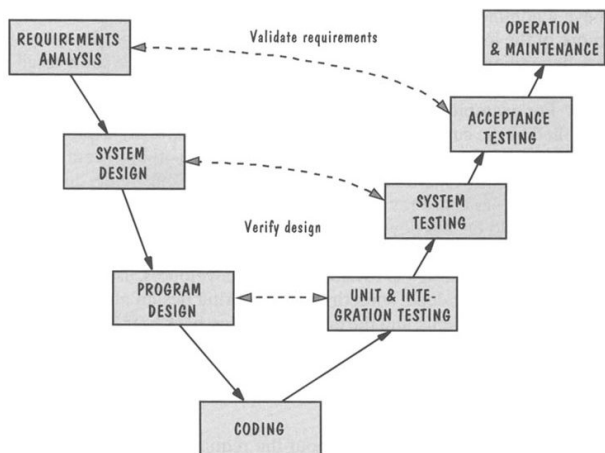 OPERATION
& MAINTENANCE
REQUIREMENTS
ANALYSIS
Validate requirements
ACCEPTANCE
TESTING
SYSTEM
DESIGN
SYSTEM
TESTING
Verify design
PROGRAM
DESIGN
UNIT & INTE-
GRATION TESTING
CODING